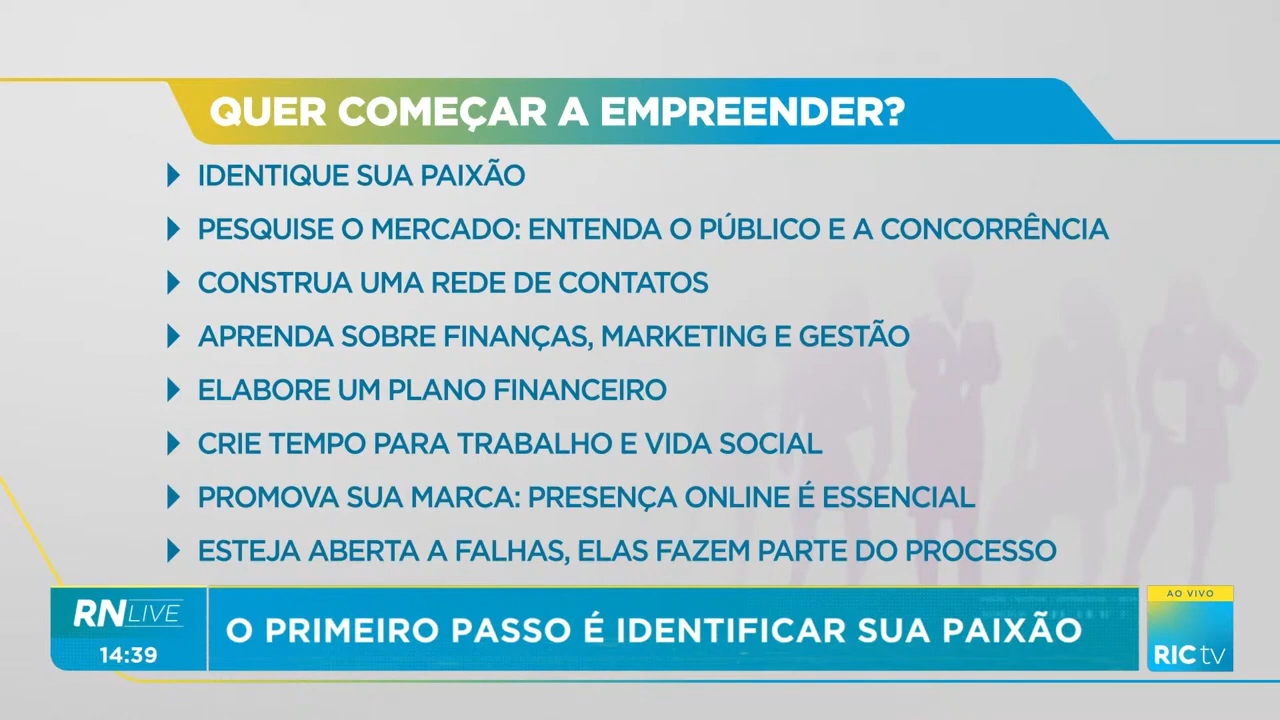 QUER COMEÇAR A EMPREENDER?
IDENTIQUE SUA PAIXÃO
PESQUISE O MERCADO: ENTENDA O PÚBLICO E A CONCORRÊNCIA
CONSTRUA UMA REDE DE CONTATOS
APRENDA SOBRE FINANÇAS, MARKETING E GESTÃO
ELABORE UM PLANO FINANCEIRO
CRIE TEMPO PARA TRABALHO E VIDA SOCIAL
PROMOVA SUA MARCA: PRESENÇA ONLINE É ESSENCIAL
ESTEJA ABERTA A FALHAS, ELAS FAZEM PARTE DO PROCESSO
RN LIVE
14:39
O PRIMEIRO PASSO É IDENTIFICAR SUA PAIXÃO
AO VIVO
RIC tv